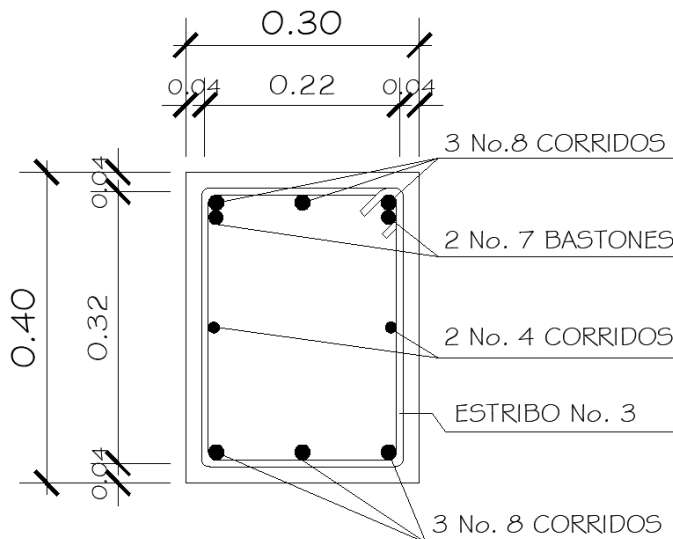 0.30
0.04 0.22 0.04
3 No.8 CORRIDOS
0.04
2 No. 7 BASTONES
0.40
0.32
2 No. 4 CORRIDOS
ESTRIBO No. 3
0.04
3 No. 8 CORRIDOS